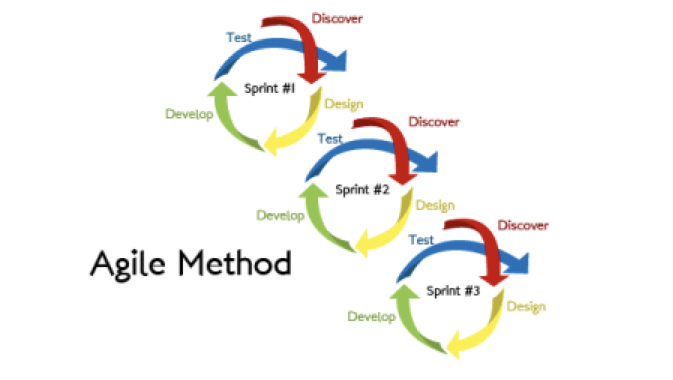 Discover
Test
Sprint #1
Design
Develop
Discover
Test
Sprint #2
Design
Develop
Discover
Test
Agile Method
Sprint #3
Design
Develop